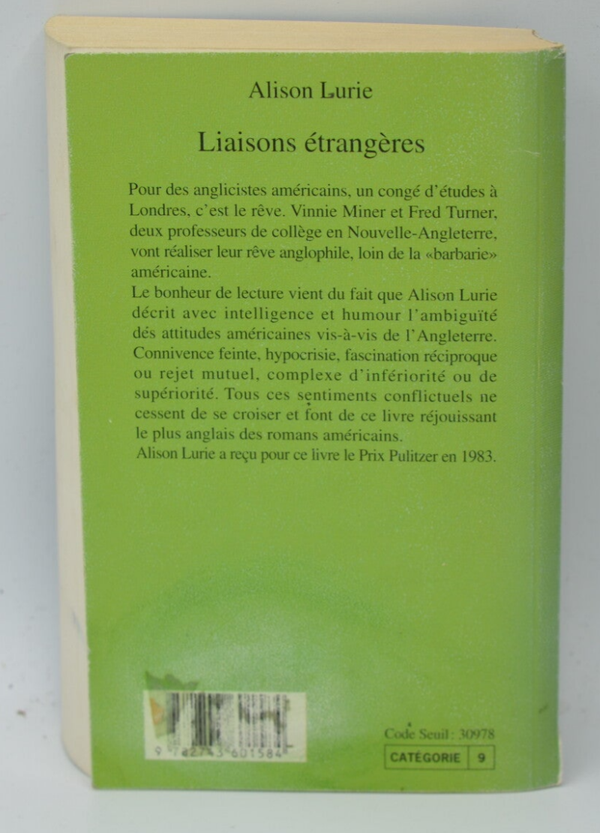 Alison Lurie
Liaisons étrangères
Pour des anglicistes américains, un congé d'études à
Londres, c'est le rêve. Vinnie Miner et Fred Turner,
deux professeurs de collège en Nouvelle-Angleterre,
vont réaliser leur rêve anglophile, loin de la «barbarie»
américaine.
Le bonheur de lecture vient du fait que Alison Lurie
décrit avec intelligence et humour l'ambiguïté
dés attitudes américaines vis-à-vis de l'Angleterre.
Connivence feinte, hypocrisie, fascination réciproque
ou rejet mutuel, complexe d'infériorité ou de
supériorité. Tous ces sentiments conflictuels ne
cessent de se croiser et font de ce livre réjouissant
le plus anglais des romans américains.
Alison Lurie a reçu pour ce livre le Prix Pulitzer en 1983.
9 782743 601584
Code Seuil : 30978
CATÉGORIE 9